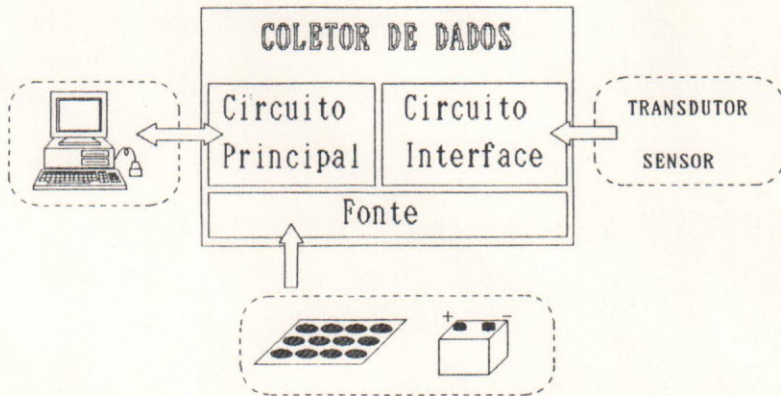 COLETOR DE DADOS
Circuito
Principal
Circuito
Interface
TRANSDUTOR
SENSOR
Fonte
+ −